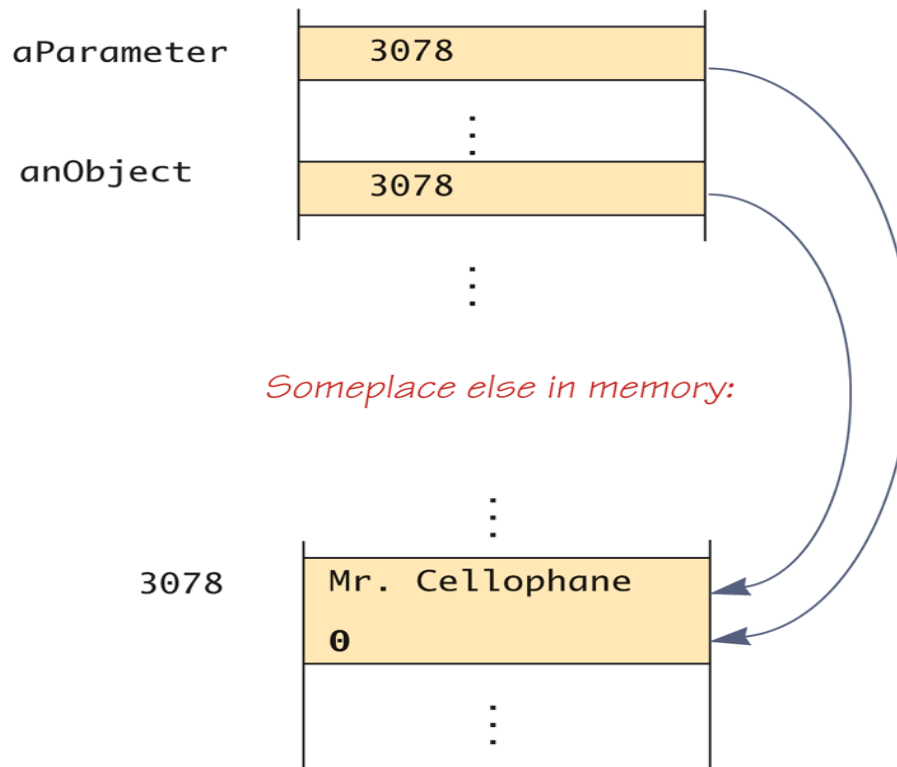 aParameter 3078
anObject 3078
Someplace else in memory:
3078 Mr. Cellophane
0